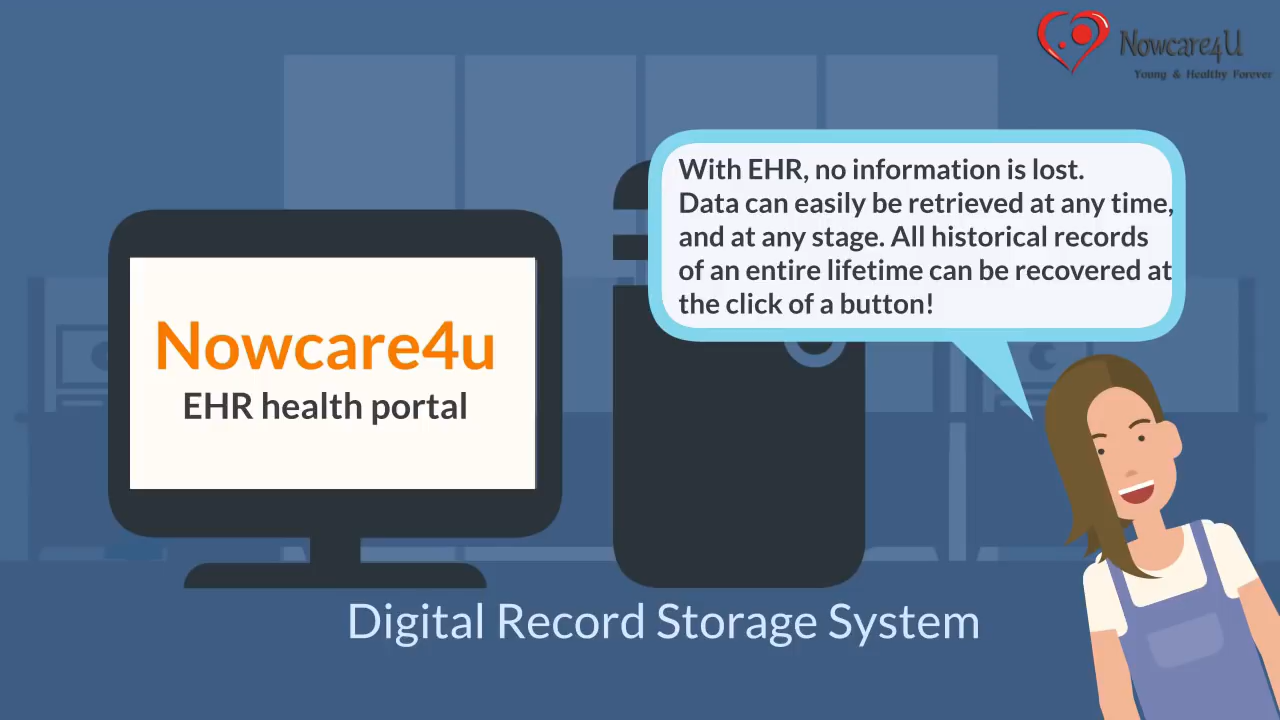 Nowcare4U
Young & Healthy Forever
With EHR, no information is lost.
Data can easily be retrieved at any time,
and at any stage. All historical records
of an entire lifetime can be recovered at
the click of a button!
Nowcare4u
EHR health portal
Digital Record Storage System